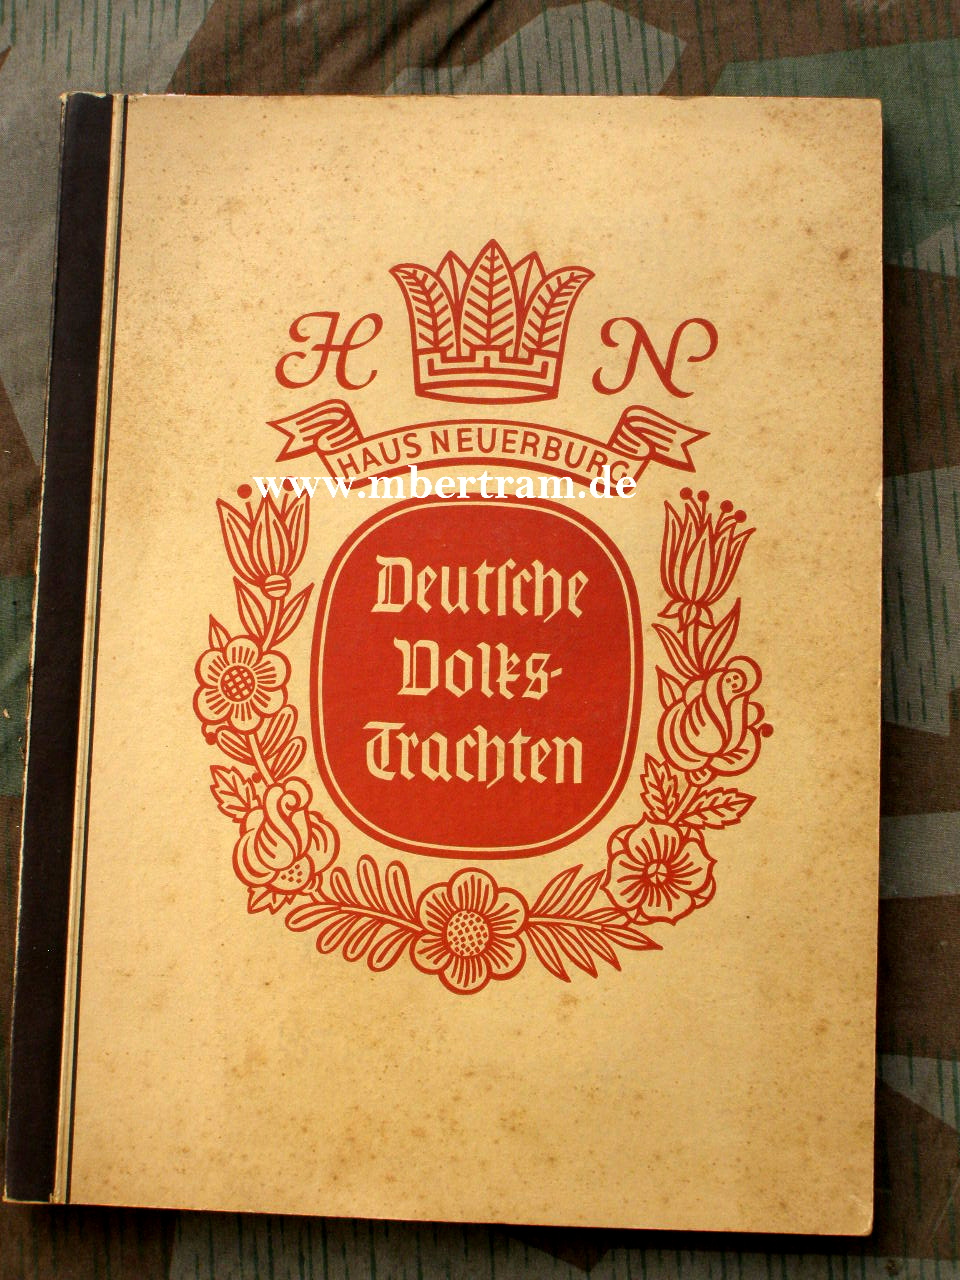 H N
HAUS NEUERBURG
www.mbertram.de
Deutſche
Volks-
Trachten